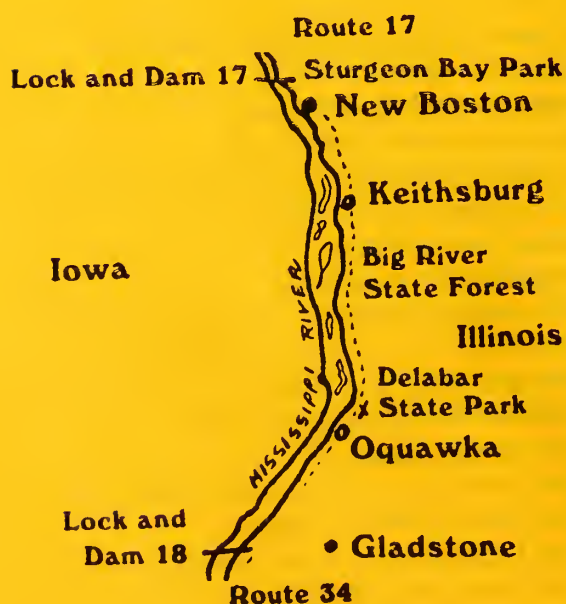 Route 17
Lock and Dam 17
Sturgeon Bay Park
New Boston
Keithsburg
Iowa
Big River
State Forest
MISSISSIPPI RIVER
Illinois
Delabar
x State Park
Oquawka
Lock and
Dam 18
Gladstone
Route 34